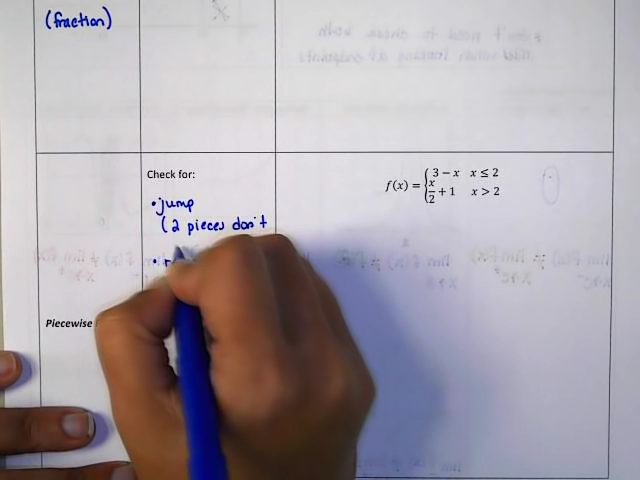 (fraction)
Check for:
•jump
(2 pieces don't
f(x) = { 3 − x x ≤ 2
x/2 + 1 x > 2
Piecewise